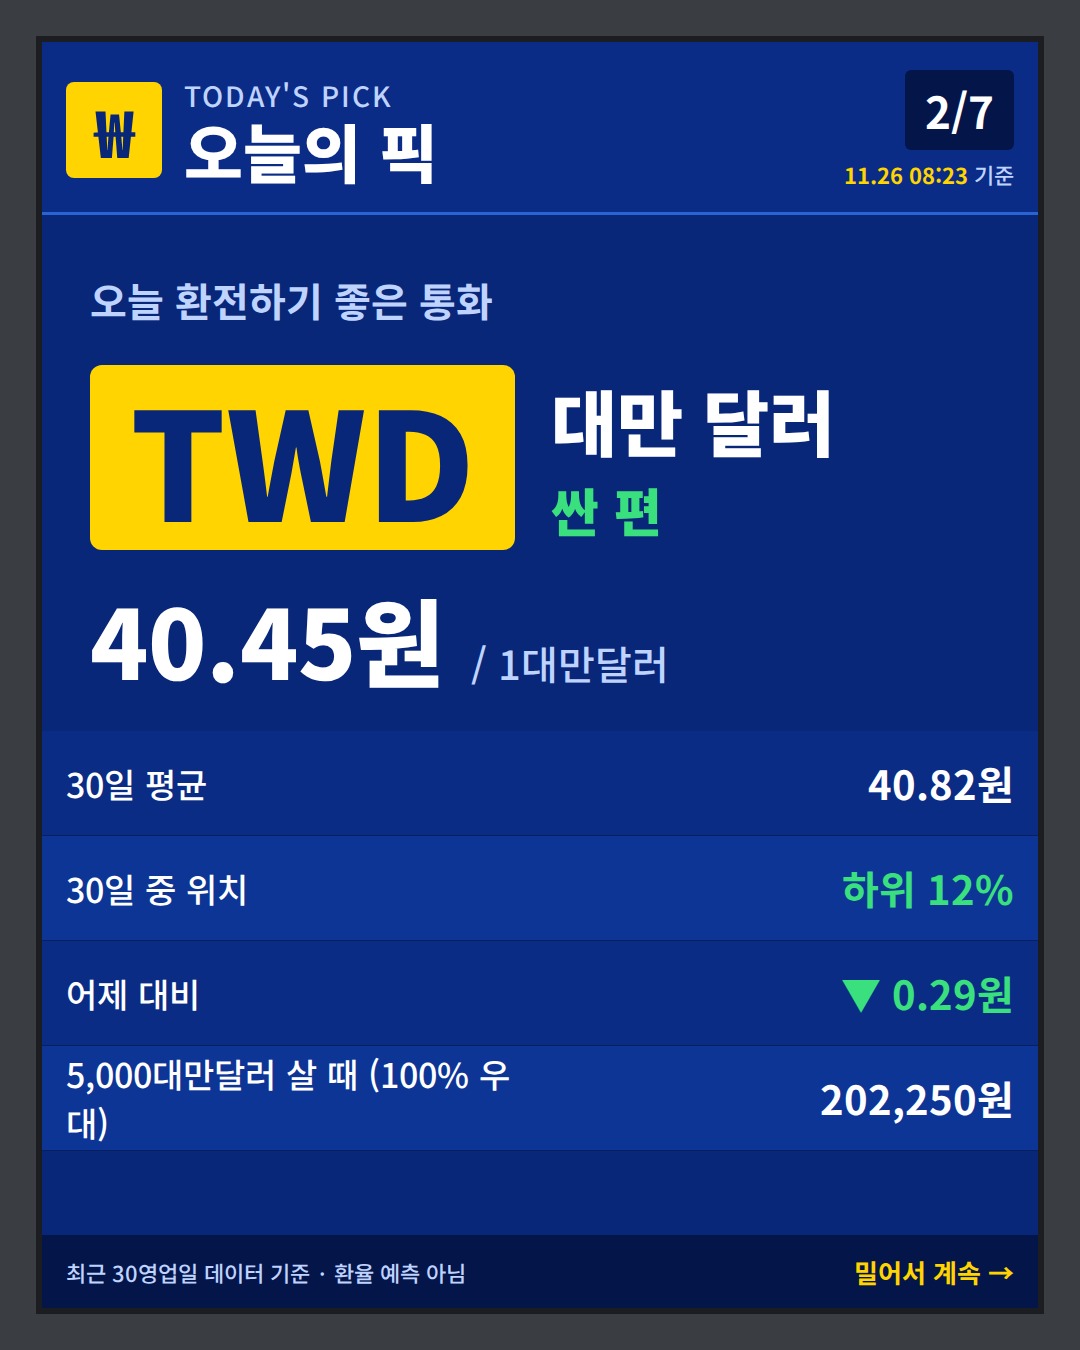 ₩
TODAY'S PICK
오늘의 픽
2/7
11.26 08:23 기준
오늘 환전하기 좋은 통화
TWD
대만 달러
싼 편
40.45원 / 1대만달러
30일 평균
40.82원
30일 중 위치
하위 12%
어제 대비
▼ 0.29원
5,000대만달러 살 때 (100% 우
대)
202,250원
최근 30영업일 데이터 기준 · 환율 예측 아님
밀어서 계속 →